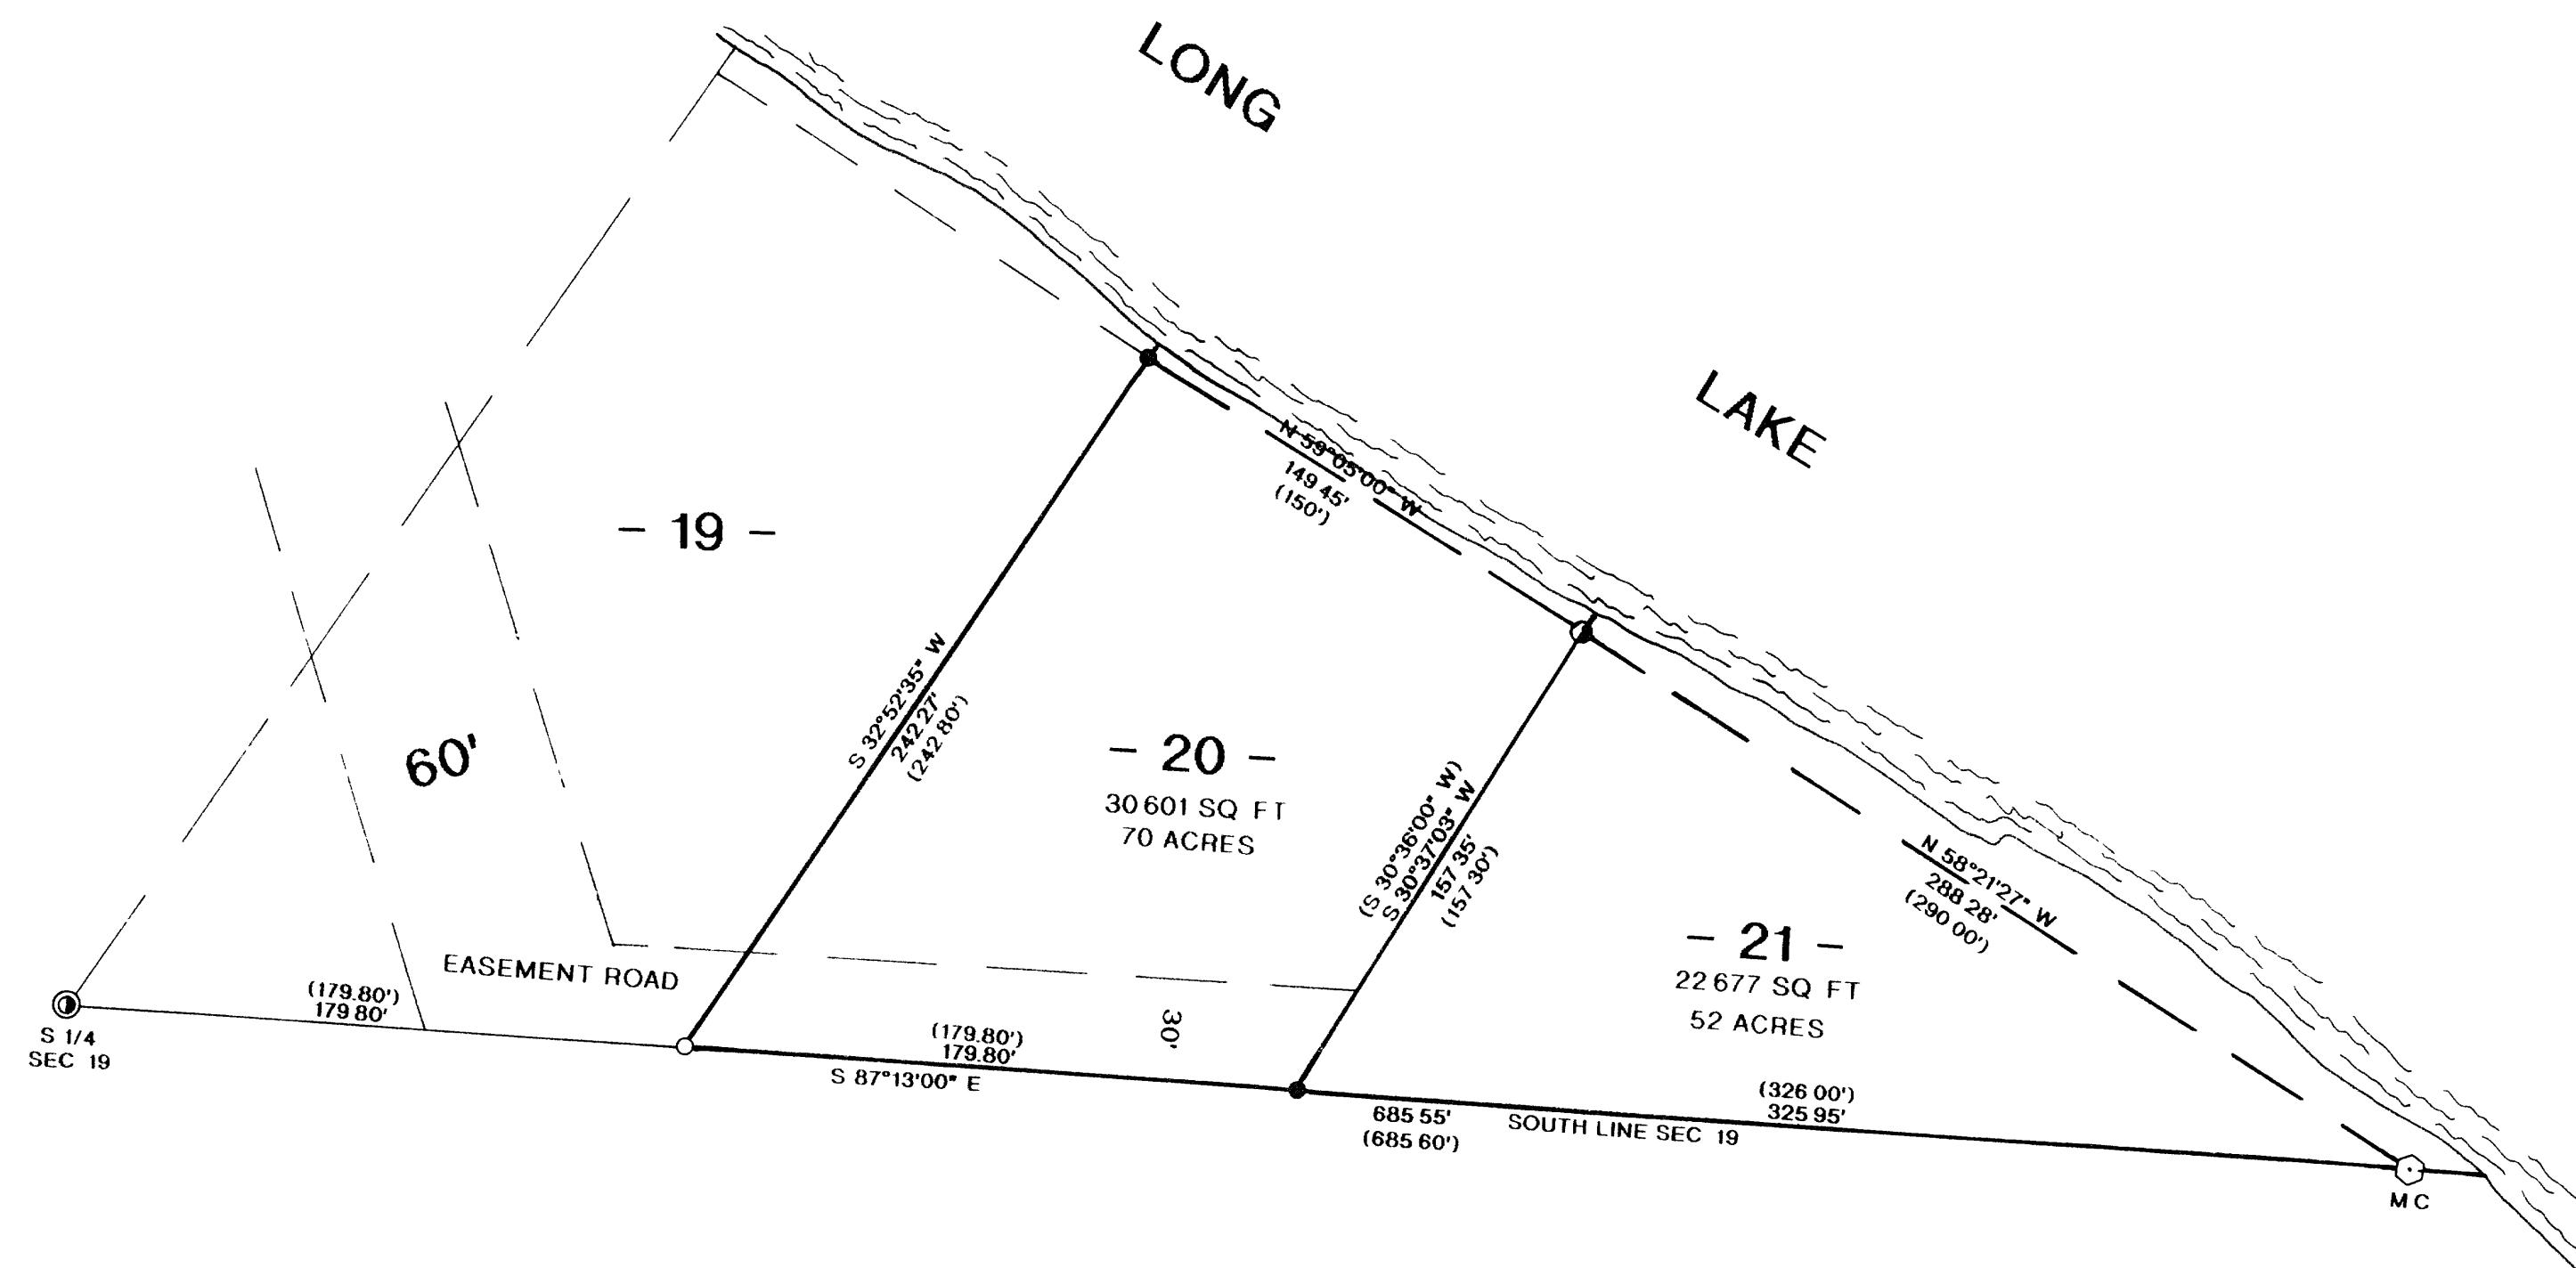 LONG
LAKE
N 59°05'00" W
149 45'
(150')
- 19 -
S 32°52'35" W
242 27'
(242 80')
- 20 -
30 601 SQ FT
70 ACRES
60'
(S 30°36'00" W)
S 30°37'03" W
157 35'
(157 30')
N 58°21'27" W
288 28'
(290 00')
- 21 -
22 677 SQ FT
52 ACRES
EASEMENT ROAD
(179.80')
179 80'
S 1/4
SEC 19
(179.80')
179.80'
S 87°13'00" E
30'
685 55'
(685 60')
SOUTH LINE SEC 19
(326 00')
325 95'
M C